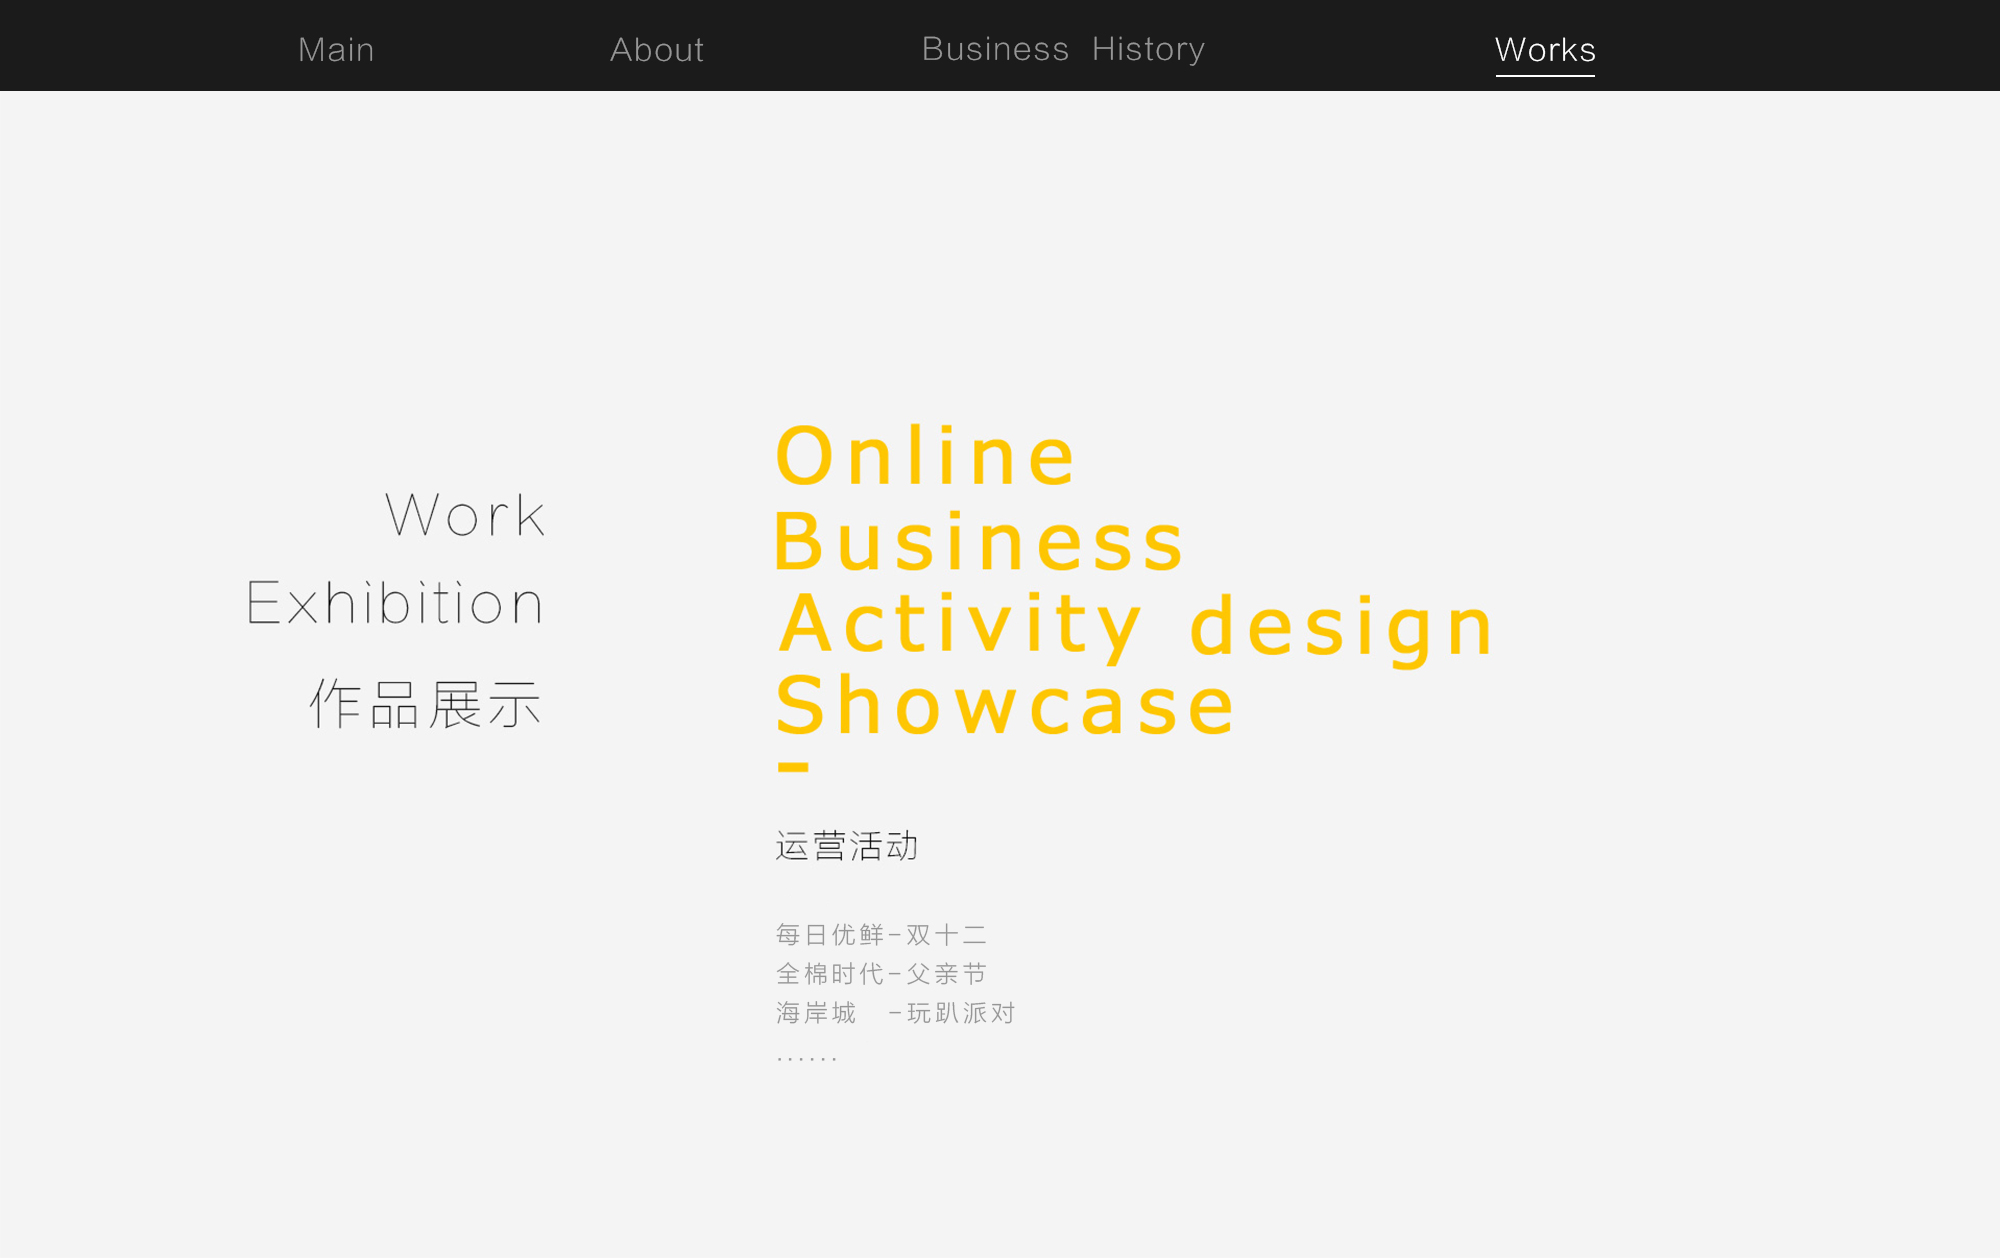 Main About Business History Works
Work
Exhibition
作品展示
Online
Business
Activity design
Showcase
-
运营活动
每日优鲜-双十二
全棉时代-父亲节
海岸城 -玩趴派对
......